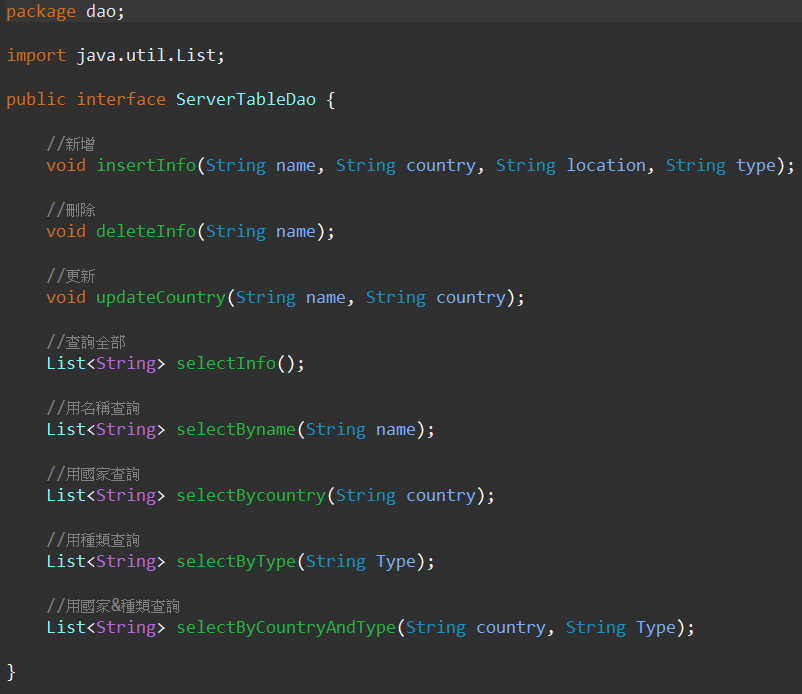 package dao;
import java.util.List;
public interface ServerTableDao {
//新增
void insertInfo(String name, String country, String location, String type);
//刪除
void deleteInfo(String name);
//更新
void updateCountry(String name, String country);
//查詢全部
List<String> selectInfo();
//用名稱查詢
List<String> selectByname(String name);
//用國家查詢
List<String> selectBycountry(String country);
//用種類查詢
List<String> selectByType(String Type);
//用國家&種類查詢
List<String> selectByCountryAndType(String country, String Type);
}